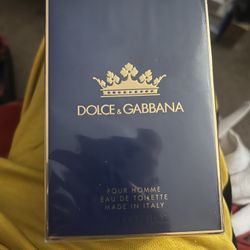 DOLCE & GABBANA
POUR HOMME
EAU DE TOILETTE
MADE IN ITALY